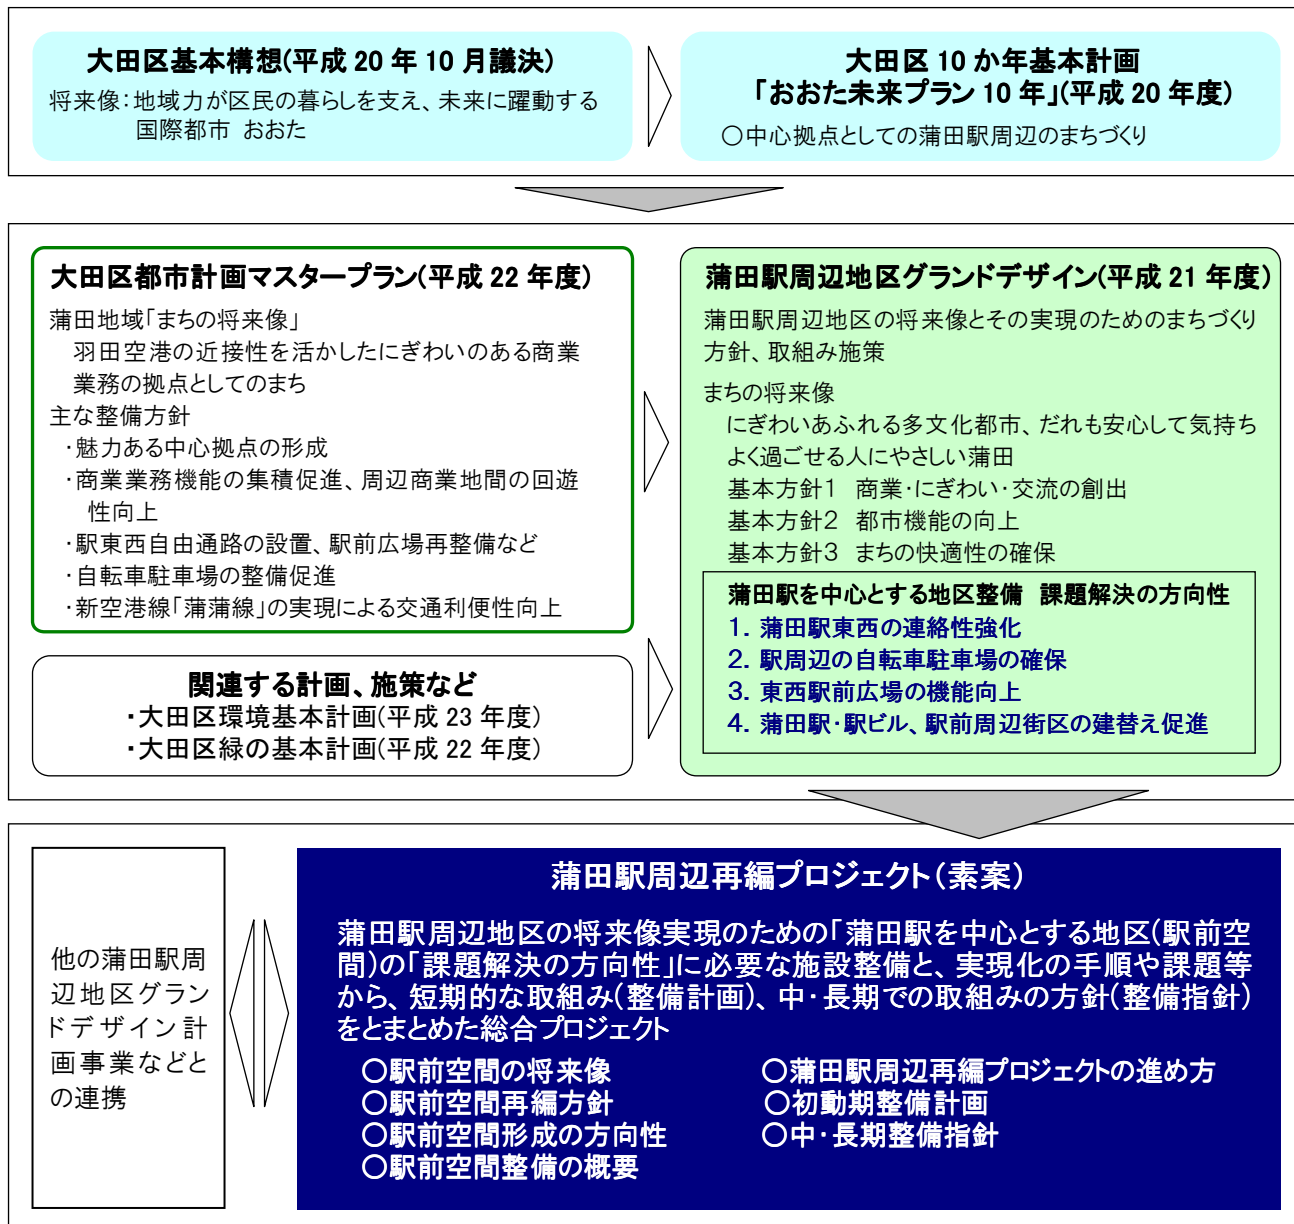 大田区基本構想(平成 20 年 10 月議決)
将来像：地域力が区民の暮らしを支え、未来に躍動する
国際都市 おおた
大田区 10 か年基本計画
「おおた未来プラン 10 年」(平成 20 年度)
○中心拠点としての蒲田駅周辺のまちづくり
大田区都市計画マスタープラン(平成 22 年度)
蒲田地域「まちの将来像」
羽田空港の近接性を活かしたにぎわいのある商業
業務の拠点としてのまち
主な整備方針
・魅力ある中心拠点の形成
・商業業務機能の集積促進、周辺商業地間の回遊
性向上
・駅東西自由通路の設置、駅前広場再整備など
・自転車駐車場の整備促進
・新空港線「蒲蒲線」の実現による交通利便性向上
関連する計画、施策など
・大田区環境基本計画(平成 23 年度)
・大田区緑の基本計画(平成 22 年度)
蒲田駅周辺地区グランドデザイン(平成 21 年度)
蒲田駅周辺地区の将来像とその実現のためのまちづくり
方針、取組み施策
まちの将来像
にぎわいあふれる多文化都市、だれも安心して気持ち
よく過ごせる人にやさしい蒲田
基本方針1 商業・にぎわい・交流の創出
基本方針2 都市機能の向上
基本方針3 まちの快適性の確保
蒲田駅を中心とする地区整備 課題解決の方向性
1. 蒲田駅東西の連絡性強化
2. 駅周辺の自転車駐車場の確保
3. 東西駅前広場の機能向上
4. 蒲田駅・駅ビル、駅前周辺街区の建替え促進
他の蒲田駅周
辺地区グラン
ドデザイン計
画事業などと
の連携
蒲田駅周辺再編プロジェクト(素案)
蒲田駅周辺地区の将来像実現のための「蒲田駅を中心とする地区(駅前空
間)の「課題解決の方向性」に必要な施設整備と、実現化の手順や課題等
から、短期的な取組み(整備計画)、中・長期での取組みの方針(整備指針)
をとまとめた総合プロジェクト
○駅前空間の将来像
○駅前空間再編方針
○駅前空間形成の方向性
○駅前空間整備の概要
○蒲田駅周辺再編プロジェクトの進め方
○初動期整備計画
○中・長期整備指針